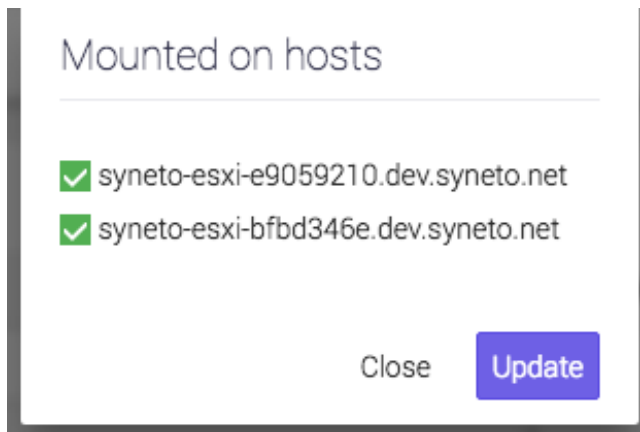 Mounted on hosts
syneto-esxi-e9059210.dev.syneto.net
syneto-esxi-bfbd346e.dev.syneto.net
Close
Update